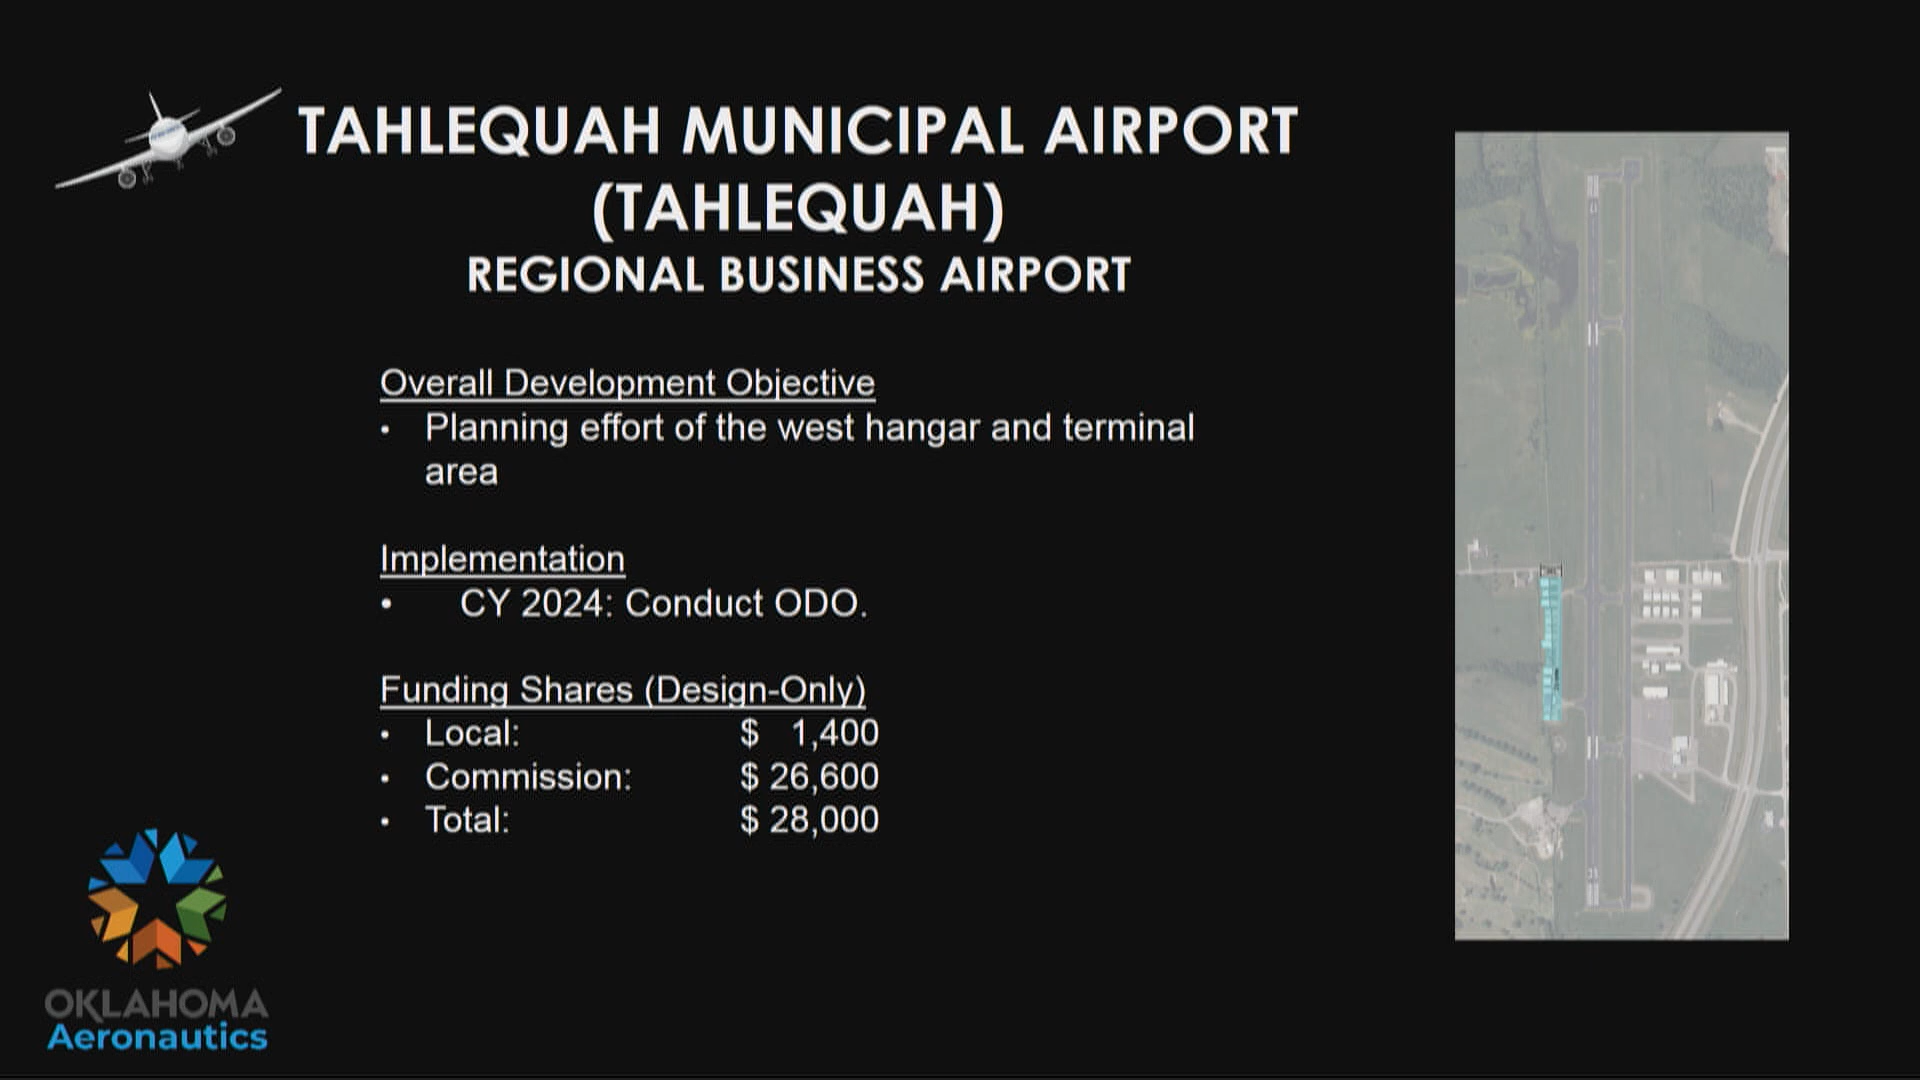 TAHLEQUAH MUNICIPAL AIRPORT
(TAHLEQUAH)
REGIONAL BUSINESS AIRPORT
Overall Development Objective
• Planning effort of the west hangar and terminal
area
Implementation
• CY 2024: Conduct ODO.
Funding Shares (Design-Only)
• Local: $ 1,400
• Commission: $ 26,600
• Total: $ 28,000
OKLAHOMA
Aeronautics